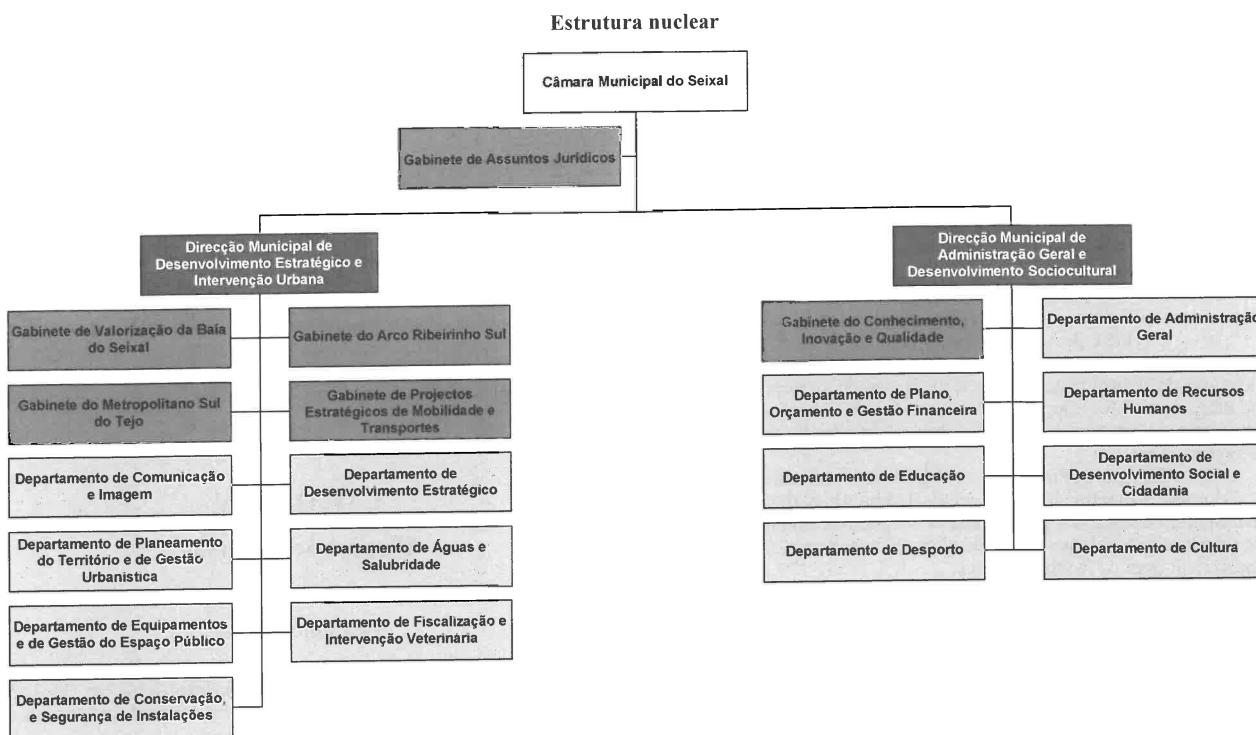 Estrutura nuclear
Câmara Municipal do Seixal
Gabinete de Assuntos Jurídicos
Direcção Municipal de
Desenvolvimento Estratégico e
Intervenção Urbana
Direcção Municipal de
Administração Geral e
Desenvolvimento Sociocultural
Gabinete de Valorização da Baía
do Seixal
Gabinete do Arco Ribeirinho Sul
Gabinete do Metropolitano Sul
do Tejo
Gabinete de Projectos
Estratégicos de Mobilidade e
Transportes
Departamento de Comunicação
e Imagem
Departamento de
Desenvolvimento Estratégico
Departamento de Planeamento
do Território e de Gestão
Urbanística
Departamento de Águas e
Salubridade
Departamento de Equipamentos
e de Gestão do Espaço Público
Departamento de Fiscalização e
Intervenção Veterinária
Departamento de Conservação,
e Segurança de Instalações
Gabinete do Conhecimento,
Inovação e Qualidade
Departamento de Administração
Geral
Departamento de Plano,
Orçamento e Gestão Financeira
Departamento de Recursos
Humanos
Departamento de Educação
Departamento de
Desenvolvimento Social e
Cidadania
Departamento de Desporto
Departamento de Cultura